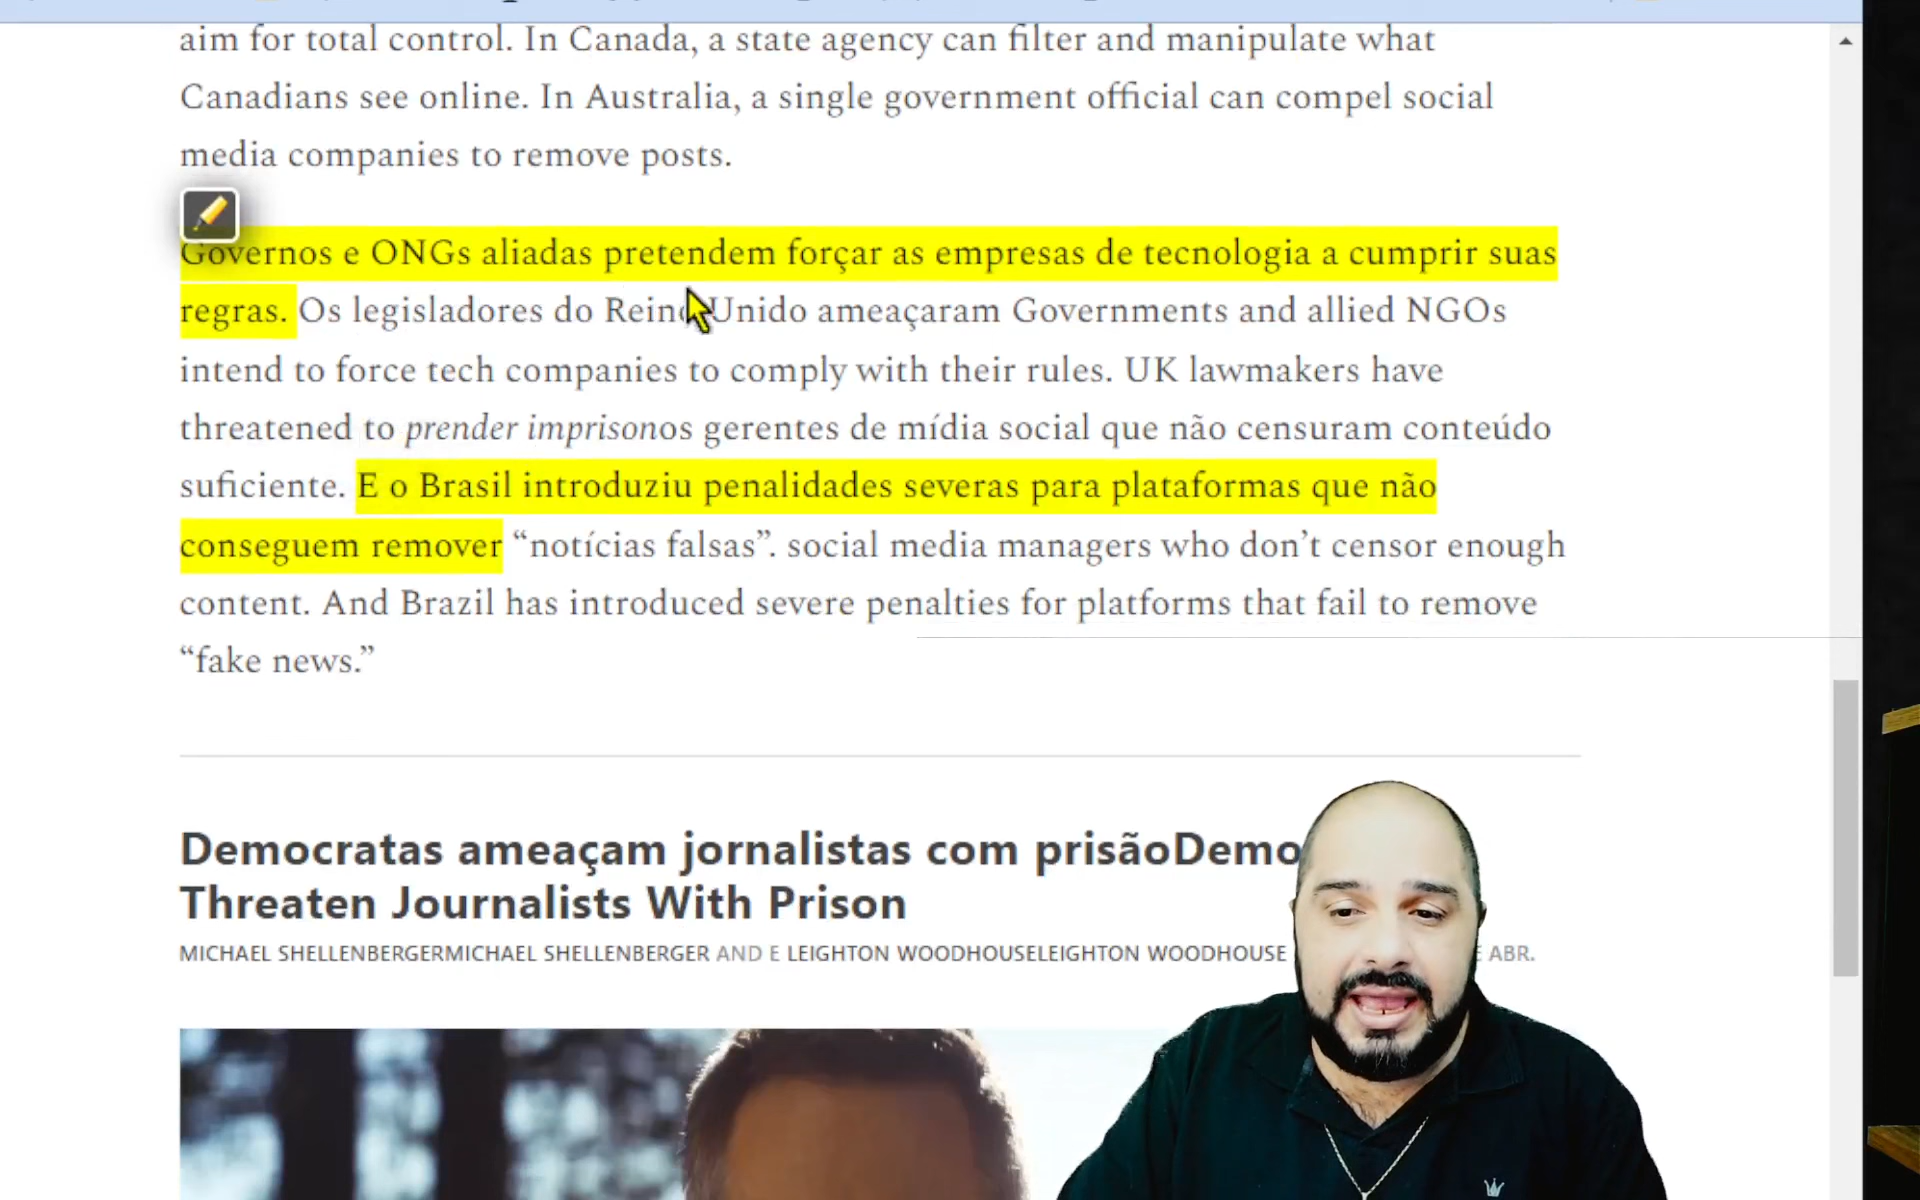 aim for total control. In Canada, a state agency can filter and manipulate what
Canadians see online. In Australia, a single government official can compel social
media companies to remove posts.
Governos e ONGs aliadas pretendem forçar as empresas de tecnologia a cumprir suas
regras. Os legisladores do Reino Unido ameaçaram Governments and allied NGOs
intend to force tech companies to comply with their rules. UK lawmakers have
threatened to prender imprisonos gerentes de mídia social que não censuram conteúdo
suficiente. E o Brasil introduziu penalidades severas para plataformas que não
conseguem remover “notícias falsas”. social media managers who don’t censor enough
content. And Brazil has introduced severe penalties for platforms that fail to remove
“fake news.”
Democratas ameaçam jornalistas com prisãoDemo
Threaten Journalists With Prison
MICHAEL SHELLENBERGERMICHAEL SHELLENBERGER AND E LEIGHTON WOODHOUSELEIGHTON WOODHOUSE ABR.